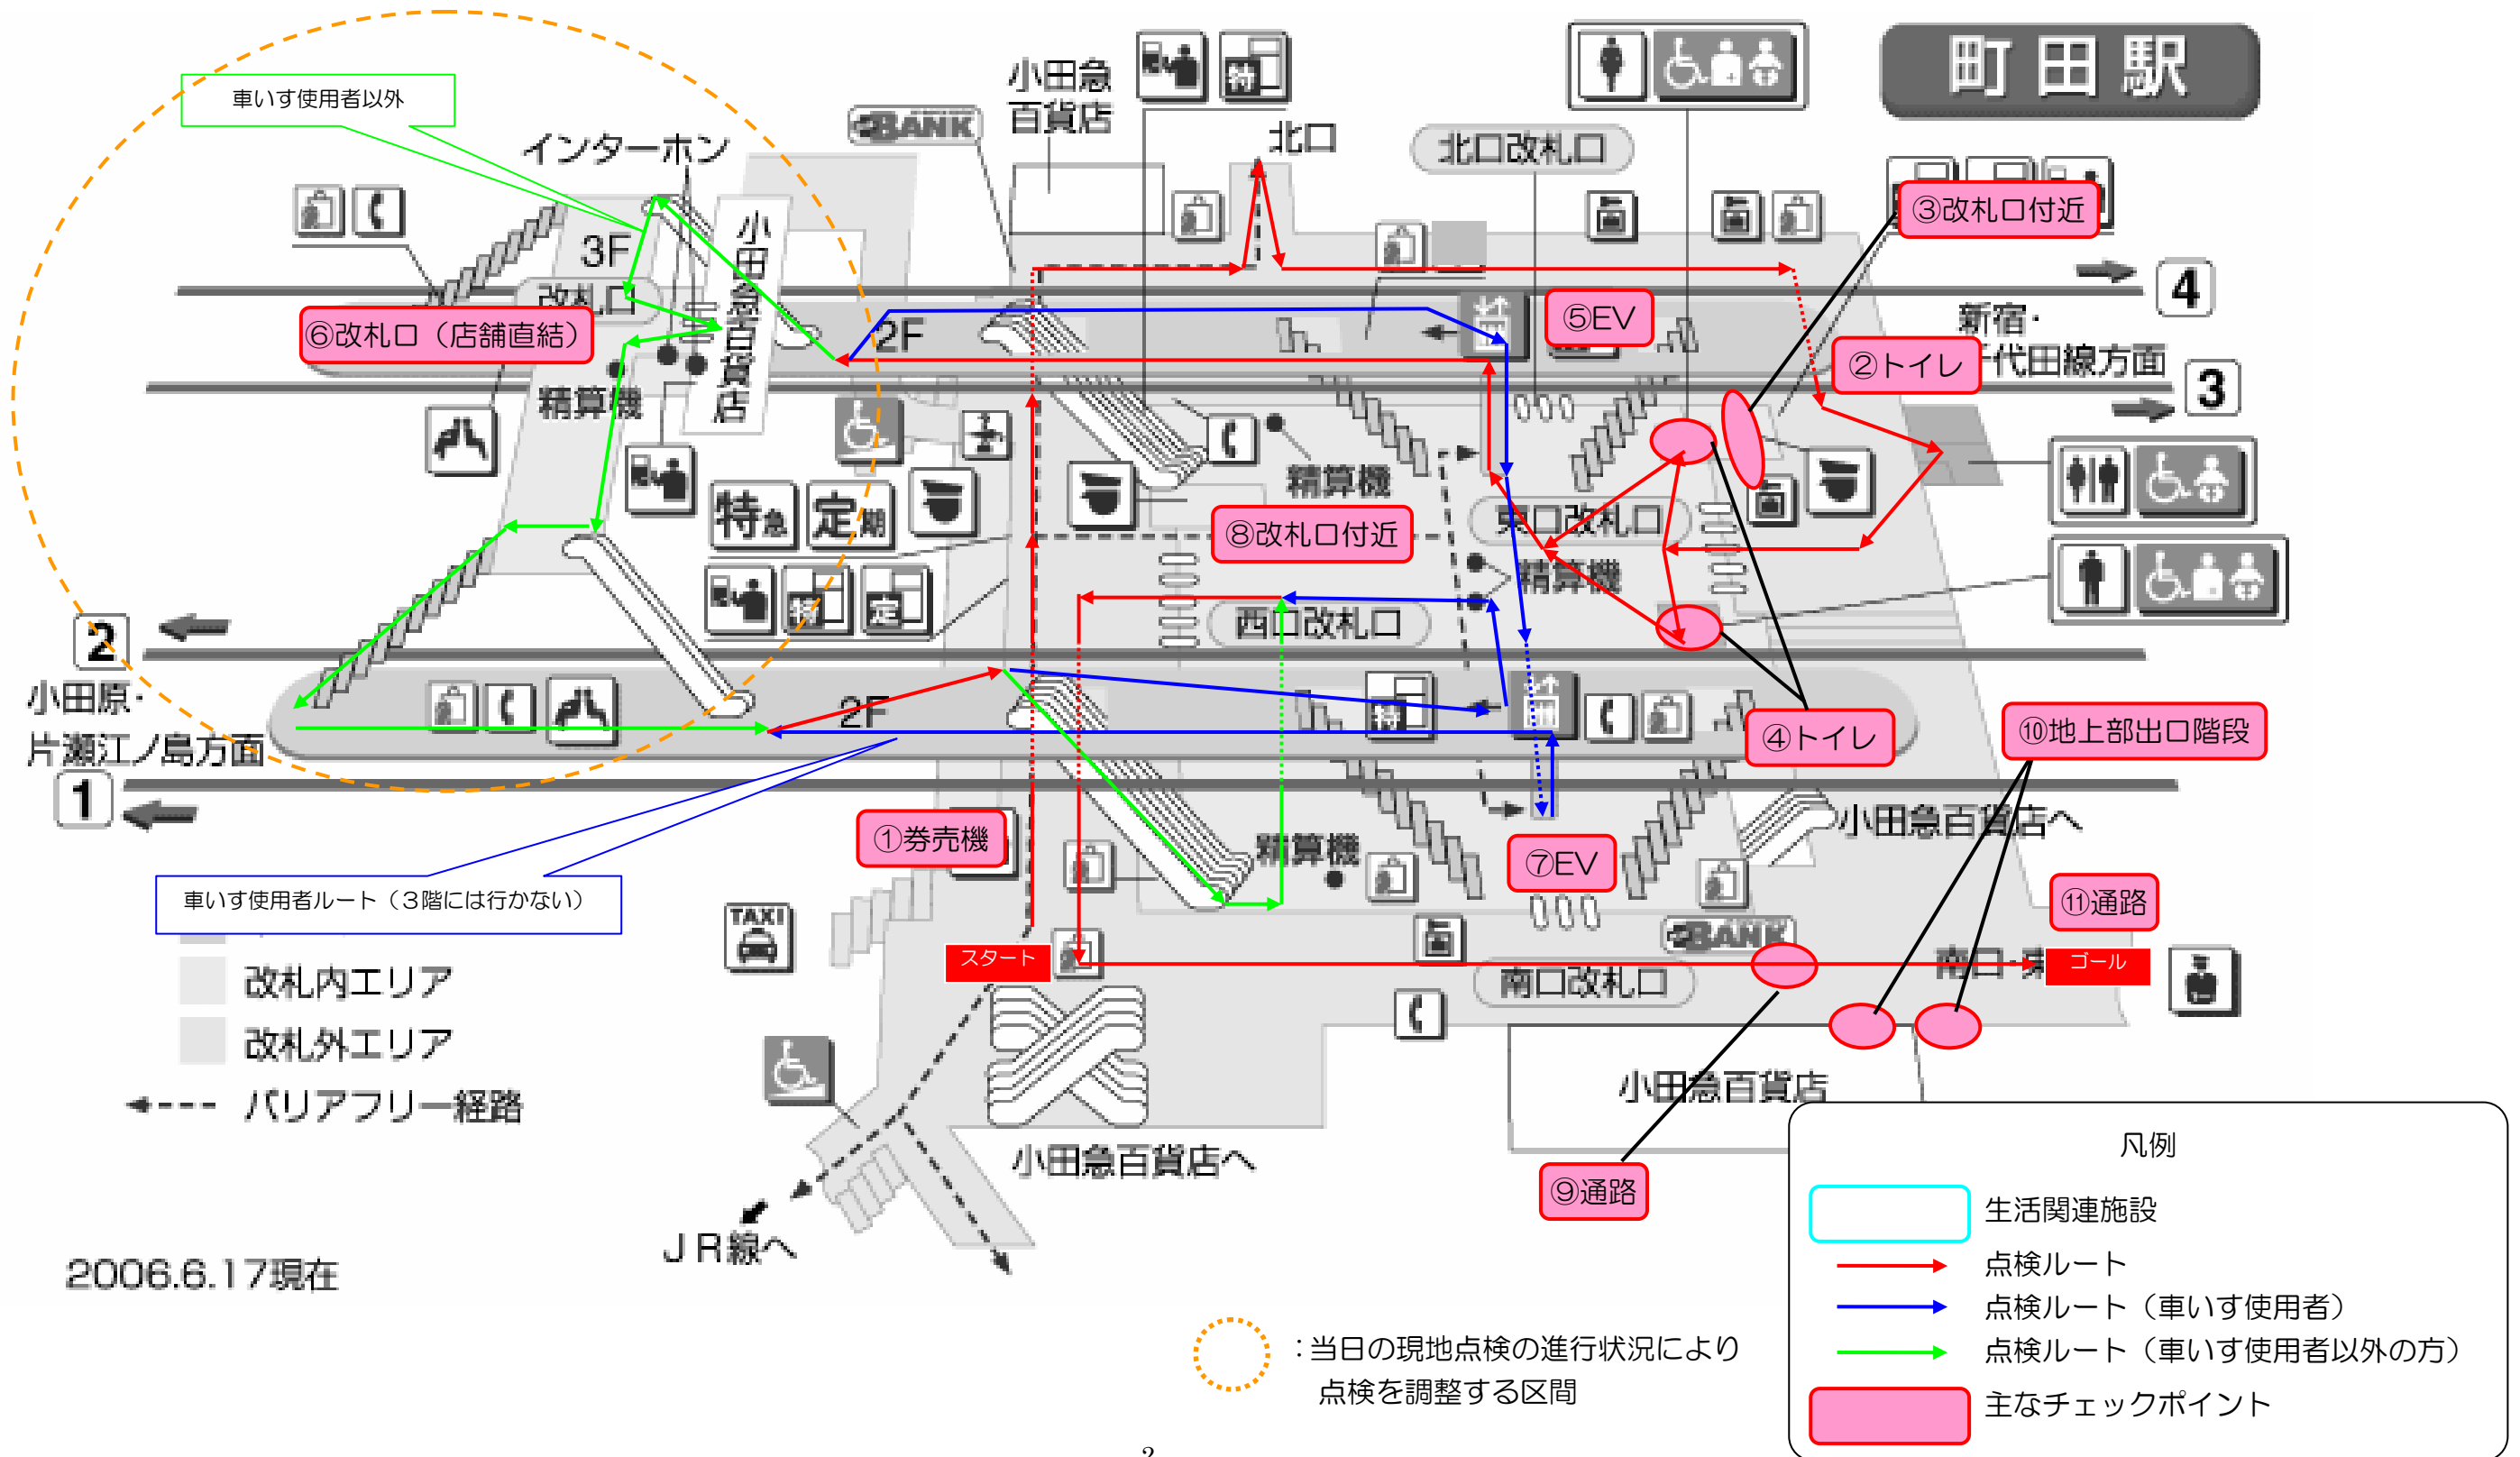 町田駅
小田急
百貨店
BANK
北口
北口改札口
車いす使用者以外
インターホン
特
③改札口付近
3F
小田急百貨店
改札口
4
⑥改札口（店舗直結）
2F
⑤EV
新宿・
千代田線方面
②トイレ
3
精算機
精算機
特急
定期
東口改札口
⑧改札口付近
精算機
特
定
西口改札口
2
小田原・
片瀬江ノ島方面
2F
特
④トイレ
⑩地上部出口階段
1
小田急百貨店へ
①券売機
精算機
⑦EV
車いす使用者ルート（３階には行かない）
TAXI
⑪通路
BANK
スタート
南口・東
ゴール
改札内エリア
南口改札口
改札外エリア
バリアフリー経路
小田急百貨店
小田急百貨店へ
⑨通路
ＪＲ線へ
2006.6.17現在
凡例
生活関連施設
点検ルート
点検ルート（車いす使用者）
点検ルート（車いす使用者以外の方）
主なチェックポイント
：当日の現地点検の進行状況により
点検を調整する区間